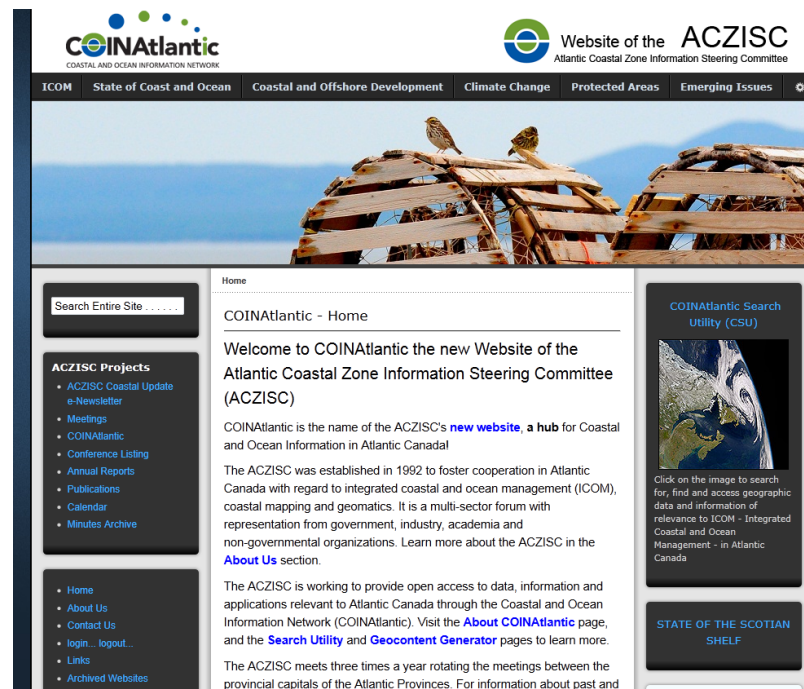 COINAtlantic
COASTAL AND OCEAN INFORMATION NETWORK
Website of the ACZISC
Atlantic Coastal Zone Information Steering Committee
ICOM State of Coast and Ocean Coastal and Offshore Development Climate Change Protected Areas Emerging Issues
Search Entire Site . . . . . .
ACZISC Projects
ACZISC Coastal Update
e-Newsletter
Meetings
COINAtlantic
Conference Listing
Annual Reports
Publications
Calendar
Minutes Archive
Home
About Us
Contact Us
login... logout...
Links
Archived Websites
Home
COINAtlantic - Home
Welcome to COINAtlantic the new Website of the
Atlantic Coastal Zone Information Steering Committee
(ACZISC)
COINAtlantic is the name of the ACZISC's new website, a hub for Coastal
and Ocean Information in Atlantic Canada!
The ACZISC was established in 1992 to foster cooperation in Atlantic
Canada with regard to integrated coastal and ocean management (ICOM),
coastal mapping and geomatics. It is a multi-sector forum with
representation from government, industry, academia and
non-governmental organizations. Learn more about the ACZISC in the
About Us section.
The ACZISC is working to provide open access to data, information and
applications relevant to Atlantic Canada through the Coastal and Ocean
Information Network (COINAtlantic). Visit the About COINAtlantic page,
and the Search Utility and Geocontent Generator pages to learn more.
The ACZISC meets three times a year rotating the meetings between the
provincial capitals of the Atlantic Provinces. For information about past and
COINAtlantic Search
Utility (CSU)
Click on the image to search
for, find and access geographic
data and information of
relevance to ICOM - Integrated
Coastal and Ocean
Management - in Atlantic
Canada
STATE OF THE SCOTIAN
SHELF